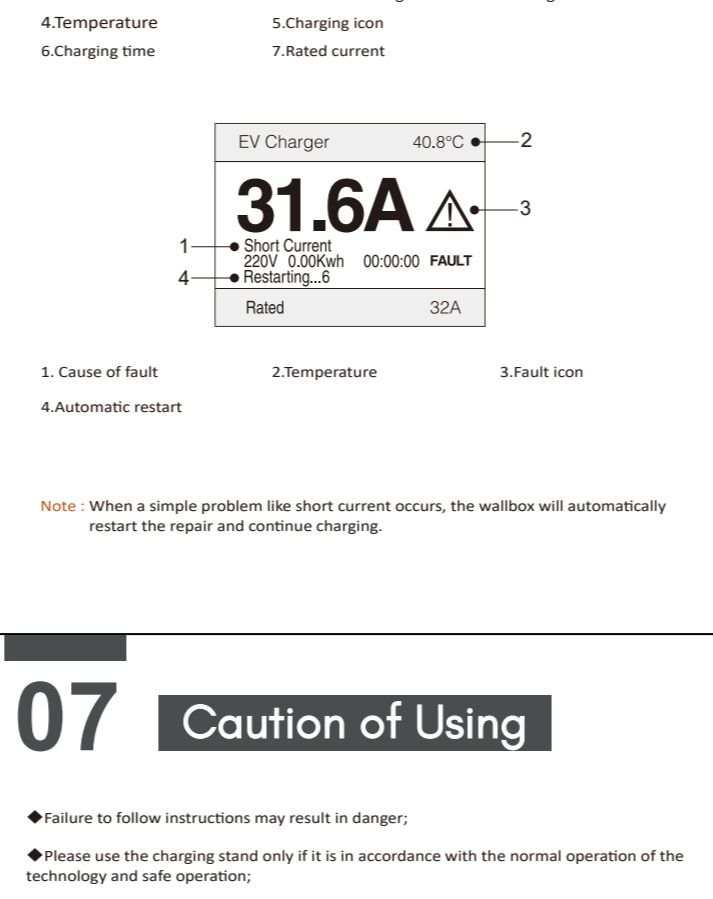 4.Temperature 5.Charging icon
6.Charging time 7.Rated current
EV Charger 40.8°C 2
31.6A 3
1 Short Current
220V 0.00Kwh 00:00:00 FAULT
4 Restarting...6
Rated 32A
1. Cause of fault 2.Temperature 3.Fault icon
4.Automatic restart
Note : When a simple problem like short current occurs, the wallbox will automatically
restart the repair and continue charging.
07 Caution of Using
◆Failure to follow instructions may result in danger;
◆Please use the charging stand only if it is in accordance with the normal operation of the
technology and safe operation;